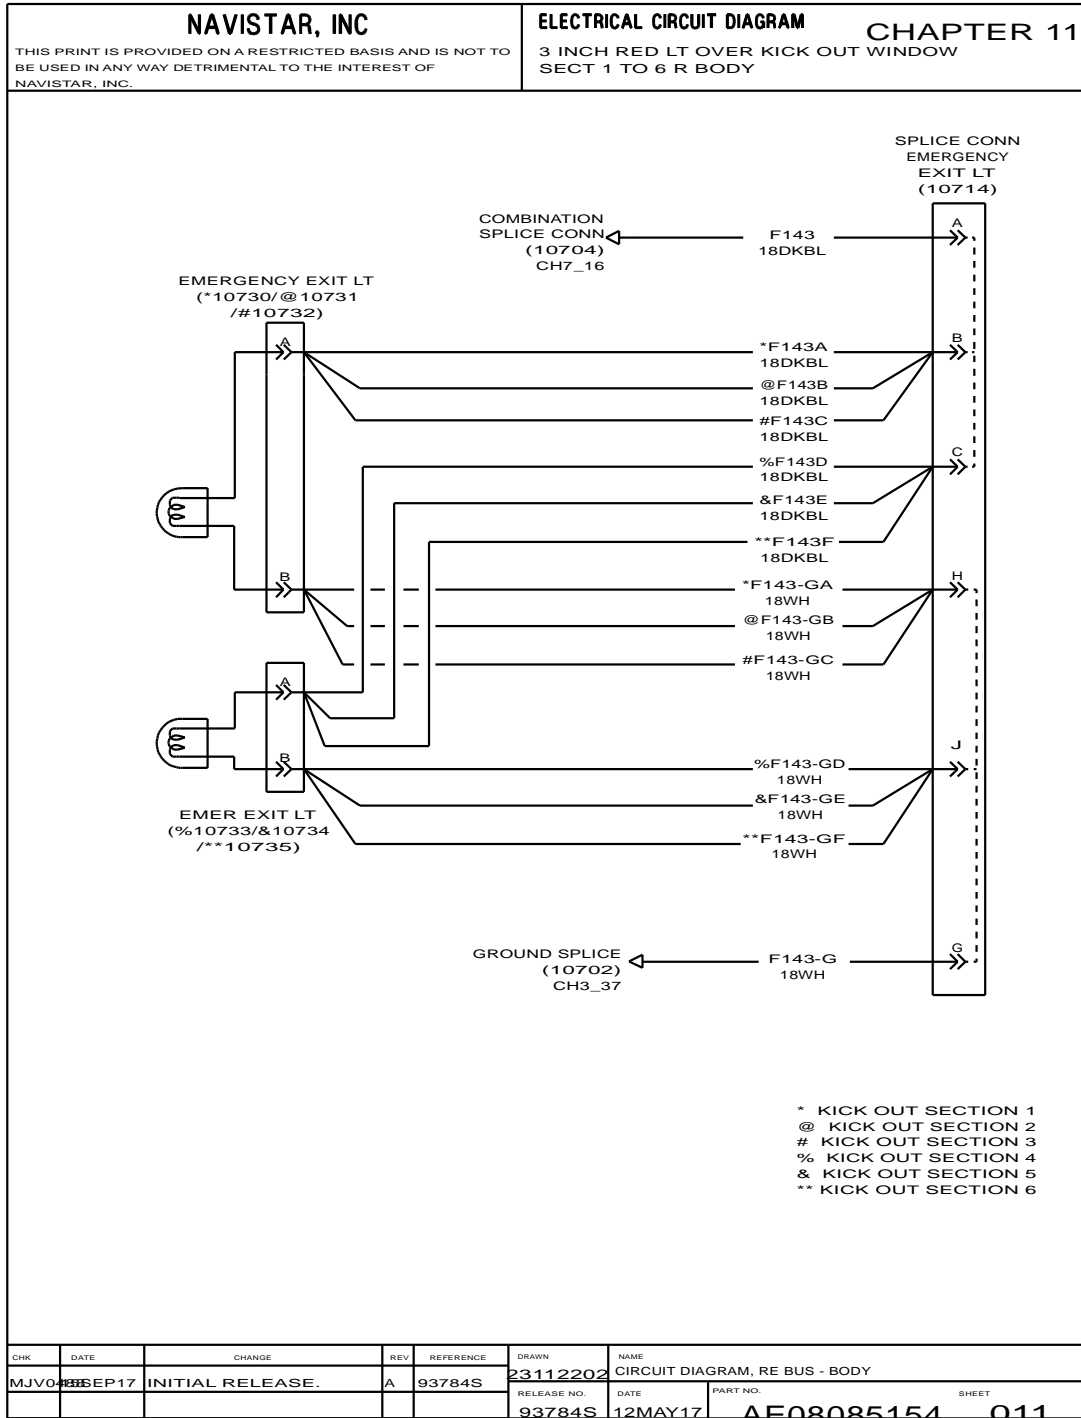 NAVISTAR, INC
THIS PRINT IS PROVIDED ON A RESTRICTED BASIS AND IS NOT TO
BE USED IN ANY WAY DETRIMENTAL TO THE INTEREST OF
NAVISTAR, INC.
ELECTRICAL CIRCUIT DIAGRAM
CHAPTER 11
3 INCH RED LT OVER KICK OUT WINDOW
SECT 1 TO 6 R BODY
SPLICE CONN
EMERGENCY
EXIT LT
(10714)
COMBINATION
SPLICE CONN
(10704)
CH7_16
F143
18DKBL
A
EMERGENCY EXIT LT
(*10730/@10731
/#10732)
A
*F143A
18DKBL
B
@F143B
18DKBL
#F143C
18DKBL
%F143D
18DKBL
C
&F143E
18DKBL
**F143F
18DKBL
B
*F143-GA
18WH
H
@F143-GB
18WH
#F143-GC
18WH
A
B
%F143-GD
18WH
J
&F143-GE
18WH
**F143-GF
18WH
EMER EXIT LT
(%10733/&10734
/**10735)
GROUND SPLICE
(10702)
CH3_37
F143-G
18WH
G
* KICK OUT SECTION 1
@ KICK OUT SECTION 2
# KICK OUT SECTION 3
% KICK OUT SECTION 4
& KICK OUT SECTION 5
** KICK OUT SECTION 6
CHK DATE CHANGE REV REFERENCE
INITIAL RELEASE. A 93784S
DRAWN
23112202
NAME
CIRCUIT DIAGRAM, RE BUS - BODY
RELEASE NO.
93784S
DATE
12MAY17
PART NO.
AE08085154
SHEET
011